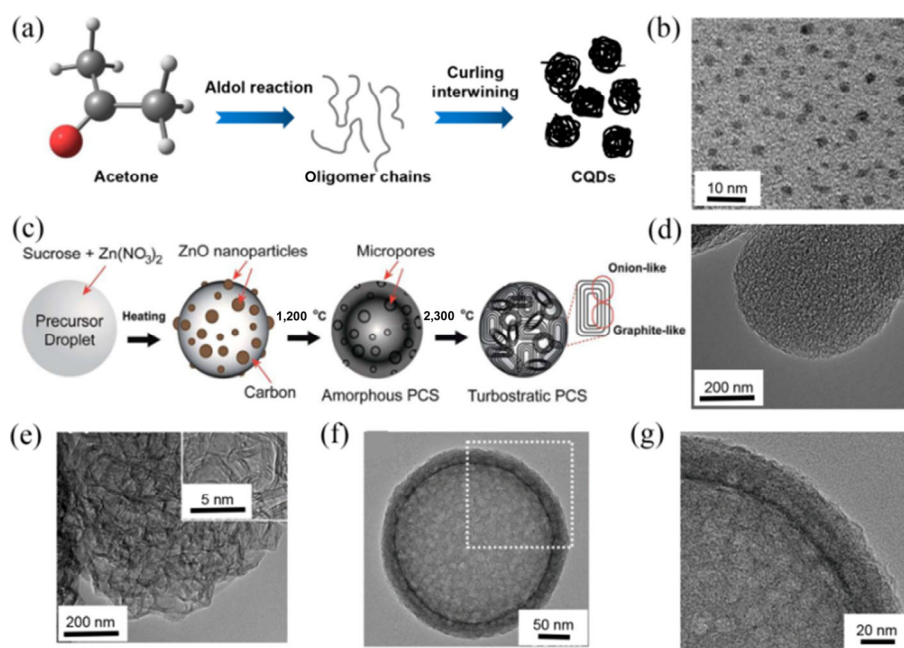 (a)
Aldol reaction
Curling
interwining
Acetone
Oligomer chains
CQDs
(b)
10 nm
(c)
Sucrose + Zn(NO3)2
ZnO nanoparticles
Micropores
Precursor
Droplet
Heating
1,200 ℃
2,300 ℃
Onion-like
Graphite-like
Carbon
Amorphous PCS
Turbostratic PCS
(d)
200 nm
(e)
5 nm
200 nm
(f)
50 nm
(g)
20 nm